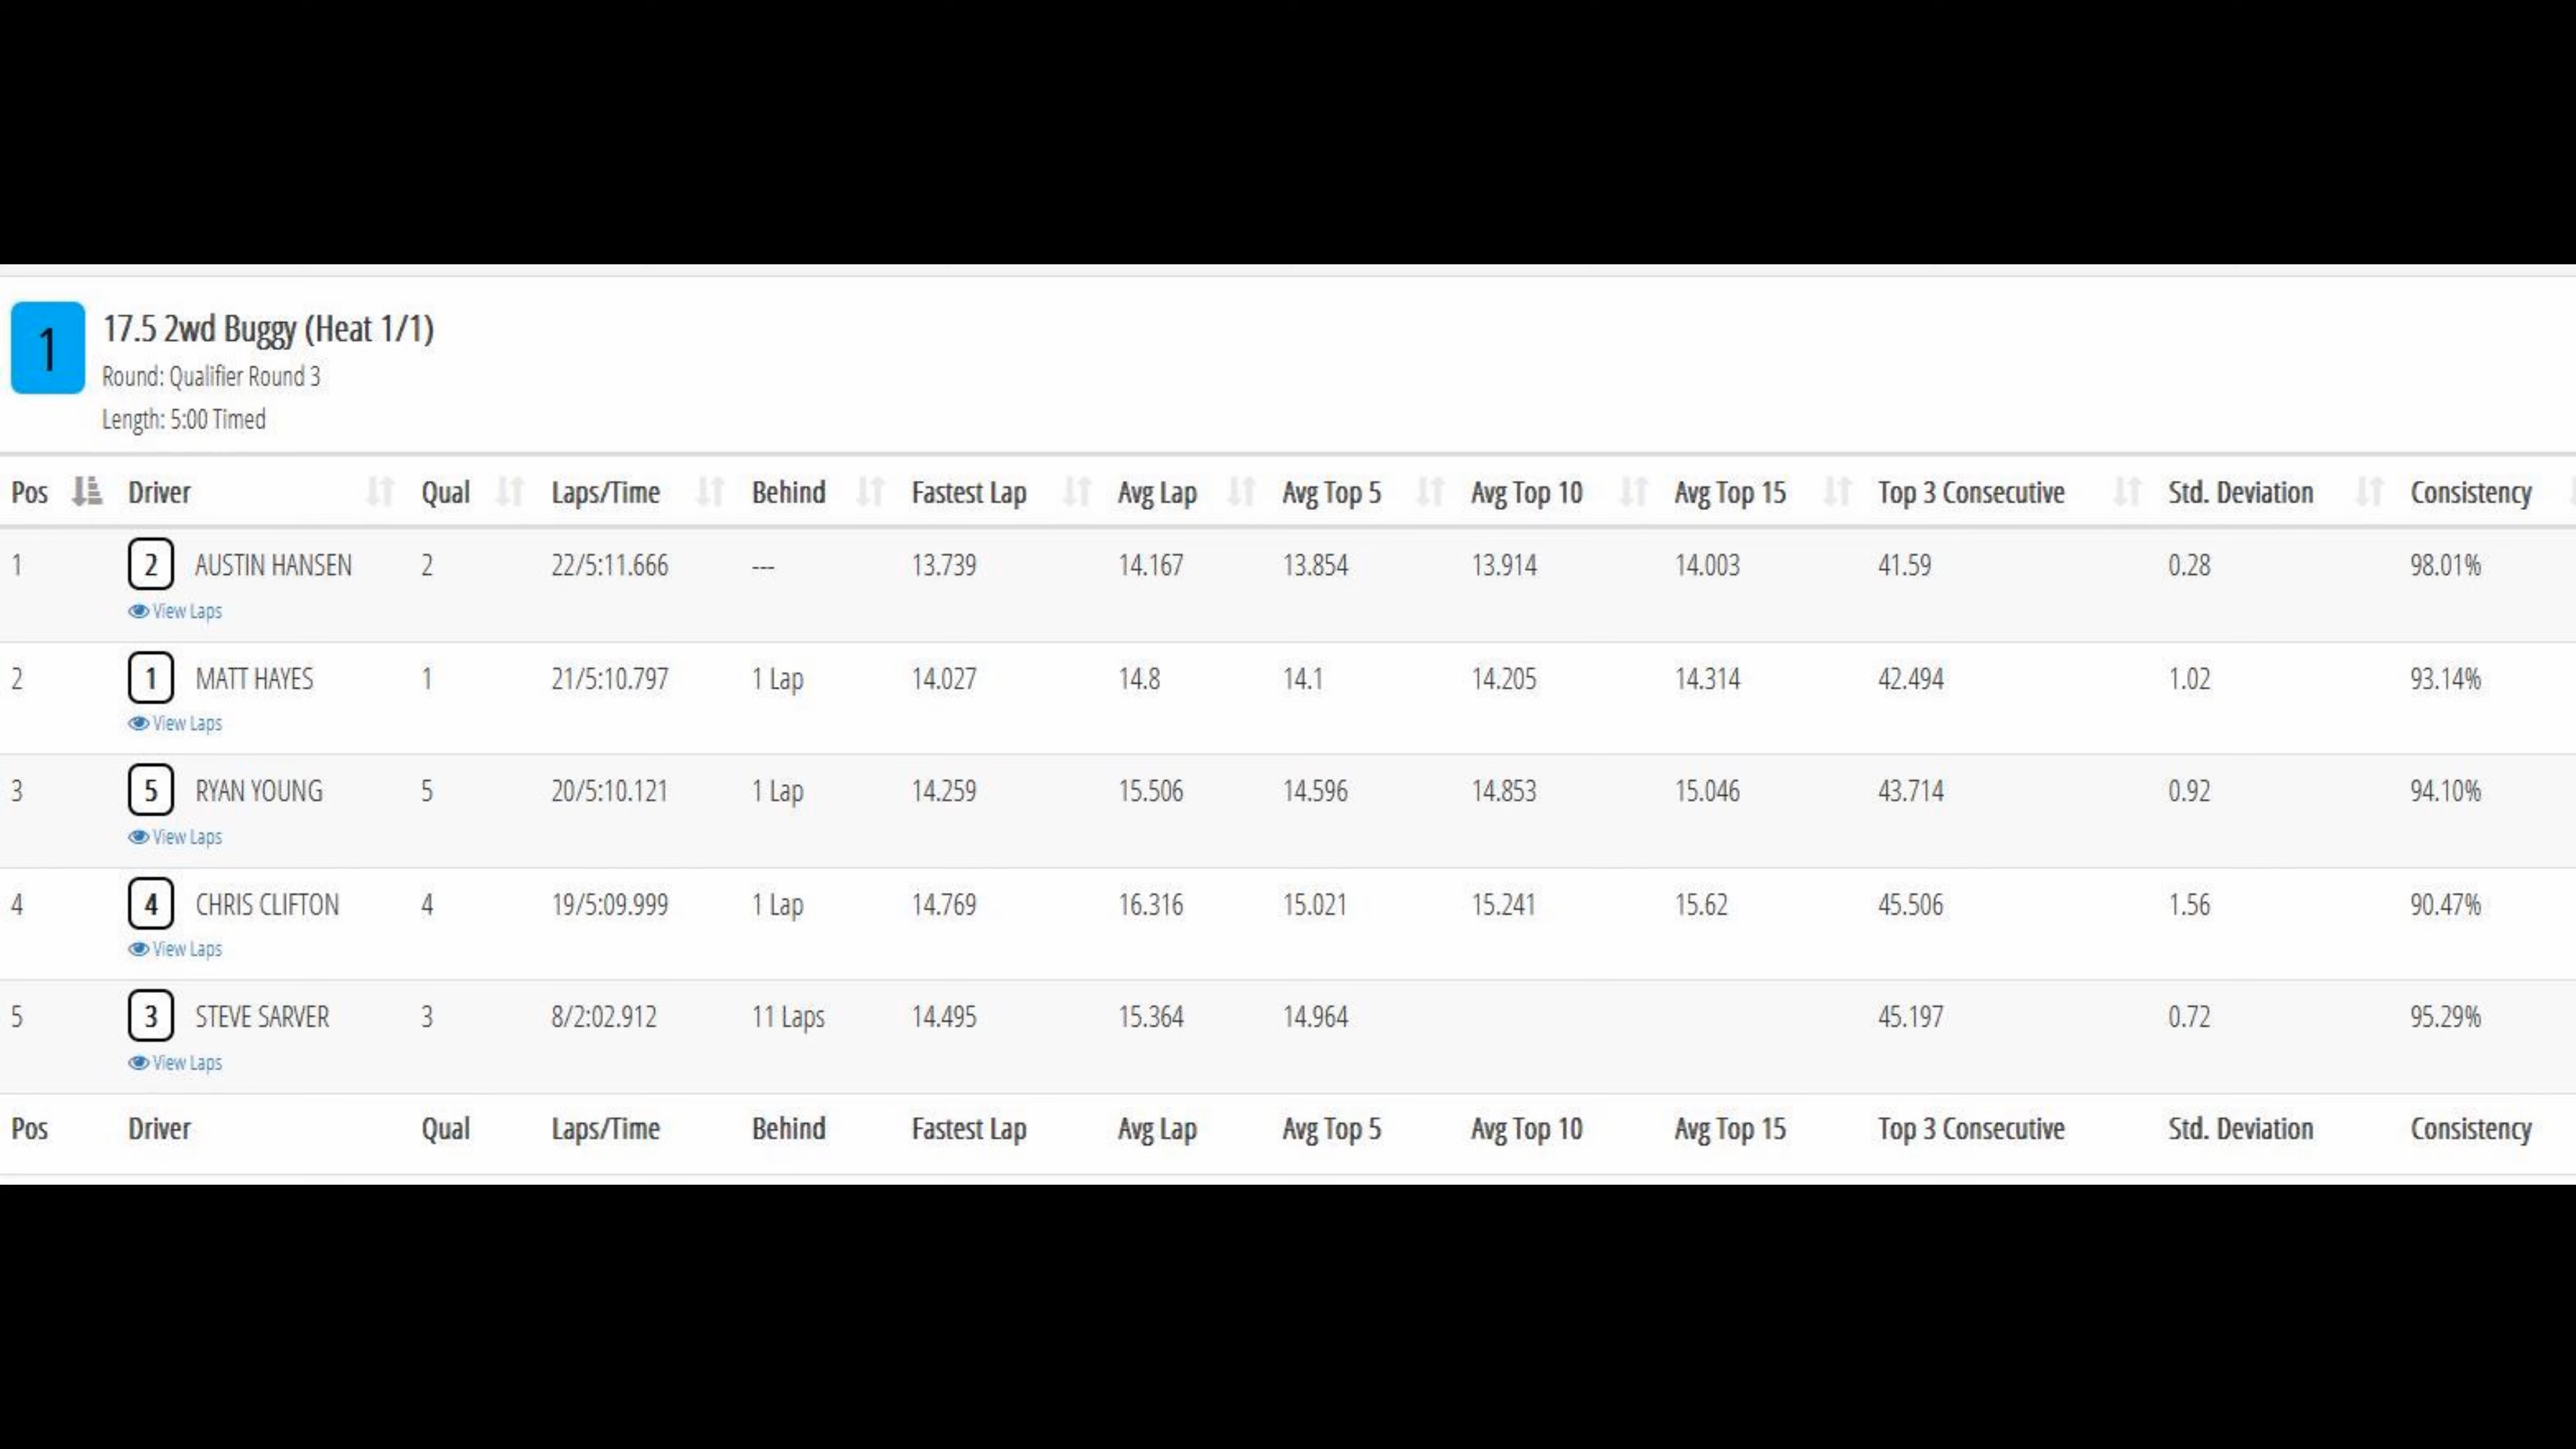 1
17.5 2wd Buggy (Heat 1/1)
Round: Qualifier Round 3
Length: 5:00 Timed
Pos Driver Qual Laps/Time Behind Fastest Lap Avg Lap Avg Top 5 Avg Top 10 Avg Top 15 Top 3 Consecutive Std. Deviation Consistency
1 2 AUSTIN HANSEN 2 22/5:11.666 --- 13.739 14.167 13.854 13.914 14.003 41.59 0.28 98.01%
View Laps
2 1 MATT HAYES 1 21/5:10.797 1 Lap 14.027 14.8 14.1 14.205 14.314 42.494 1.02 93.14%
View Laps
3 5 RYAN YOUNG 5 20/5:10.121 1 Lap 14.259 15.506 14.596 14.853 15.046 43.714 0.92 94.10%
View Laps
4 4 CHRIS CLIFTON 4 19/5:09.999 1 Lap 14.769 16.316 15.021 15.241 15.62 45.506 1.56 90.47%
View Laps
5 3 STEVE SARVER 3 8/2:02.912 11 Laps 14.495 15.364 14.964 45.197 0.72 95.29%
View Laps
Pos Driver Qual Laps/Time Behind Fastest Lap Avg Lap Avg Top 5 Avg Top 10 Avg Top 15 Top 3 Consecutive Std. Deviation Consistency